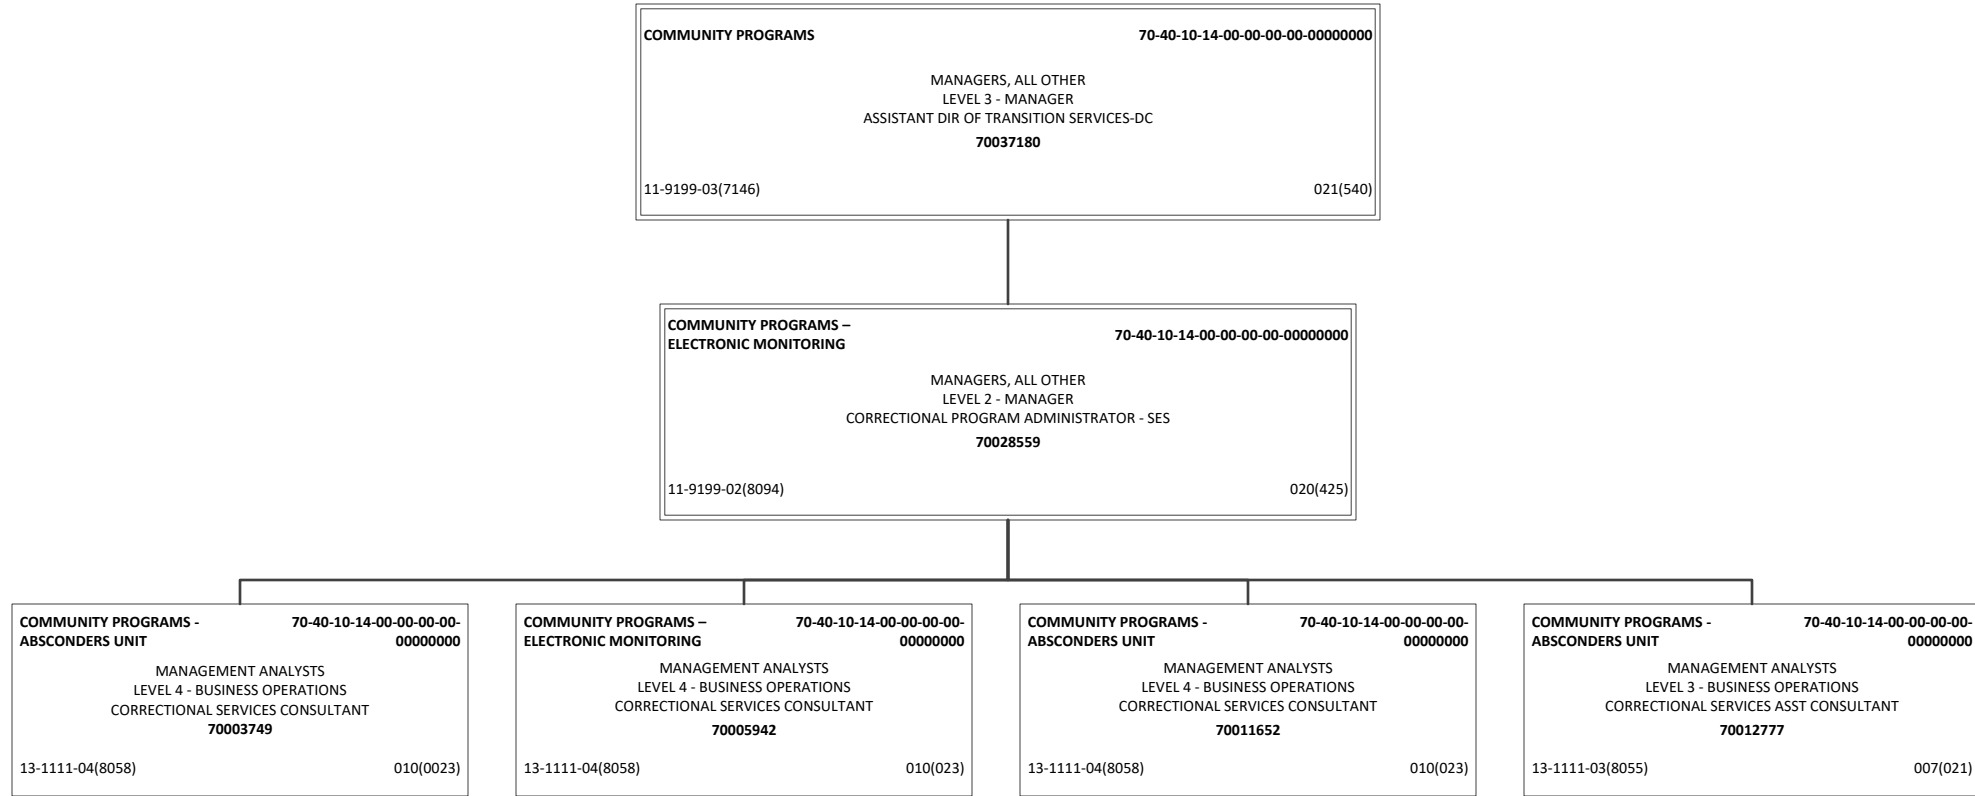 COMMUNITY PROGRAMS 70-40-10-14-00-00-00-00-00000000
MANAGERS, ALL OTHER
LEVEL 3 - MANAGER
ASSISTANT DIR OF TRANSITION SERVICES-DC
70037180
11-9199-03(7146) 021(540)
COMMUNITY PROGRAMS –
ELECTRONIC MONITORING
70-40-10-14-00-00-00-00-00000000
MANAGERS, ALL OTHER
LEVEL 2 - MANAGER
CORRECTIONAL PROGRAM ADMINISTRATOR - SES
70028559
11-9199-02(8094) 020(425)
COMMUNITY PROGRAMS - 70-40-10-14-00-00-00-00-
ABSCONDERS UNIT 00000000
MANAGEMENT ANALYSTS
LEVEL 4 - BUSINESS OPERATIONS
CORRECTIONAL SERVICES CONSULTANT
70003749
13-1111-04(8058) 010(0023)
COMMUNITY PROGRAMS – 70-40-10-14-00-00-00-00-
ELECTRONIC MONITORING 00000000
MANAGEMENT ANALYSTS
LEVEL 4 - BUSINESS OPERATIONS
CORRECTIONAL SERVICES CONSULTANT
70005942
13-1111-04(8058) 010(023)
COMMUNITY PROGRAMS - 70-40-10-14-00-00-00-00-
ABSCONDERS UNIT 00000000
MANAGEMENT ANALYSTS
LEVEL 4 - BUSINESS OPERATIONS
CORRECTIONAL SERVICES CONSULTANT
70011652
13-1111-04(8058) 010(023)
COMMUNITY PROGRAMS - 70-40-10-14-00-00-00-00-
ABSCONDERS UNIT 00000000
MANAGEMENT ANALYSTS
LEVEL 3 - BUSINESS OPERATIONS
CORRECTIONAL SERVICES ASST CONSULTANT
70012777
13-1111-03(8055) 007(021)